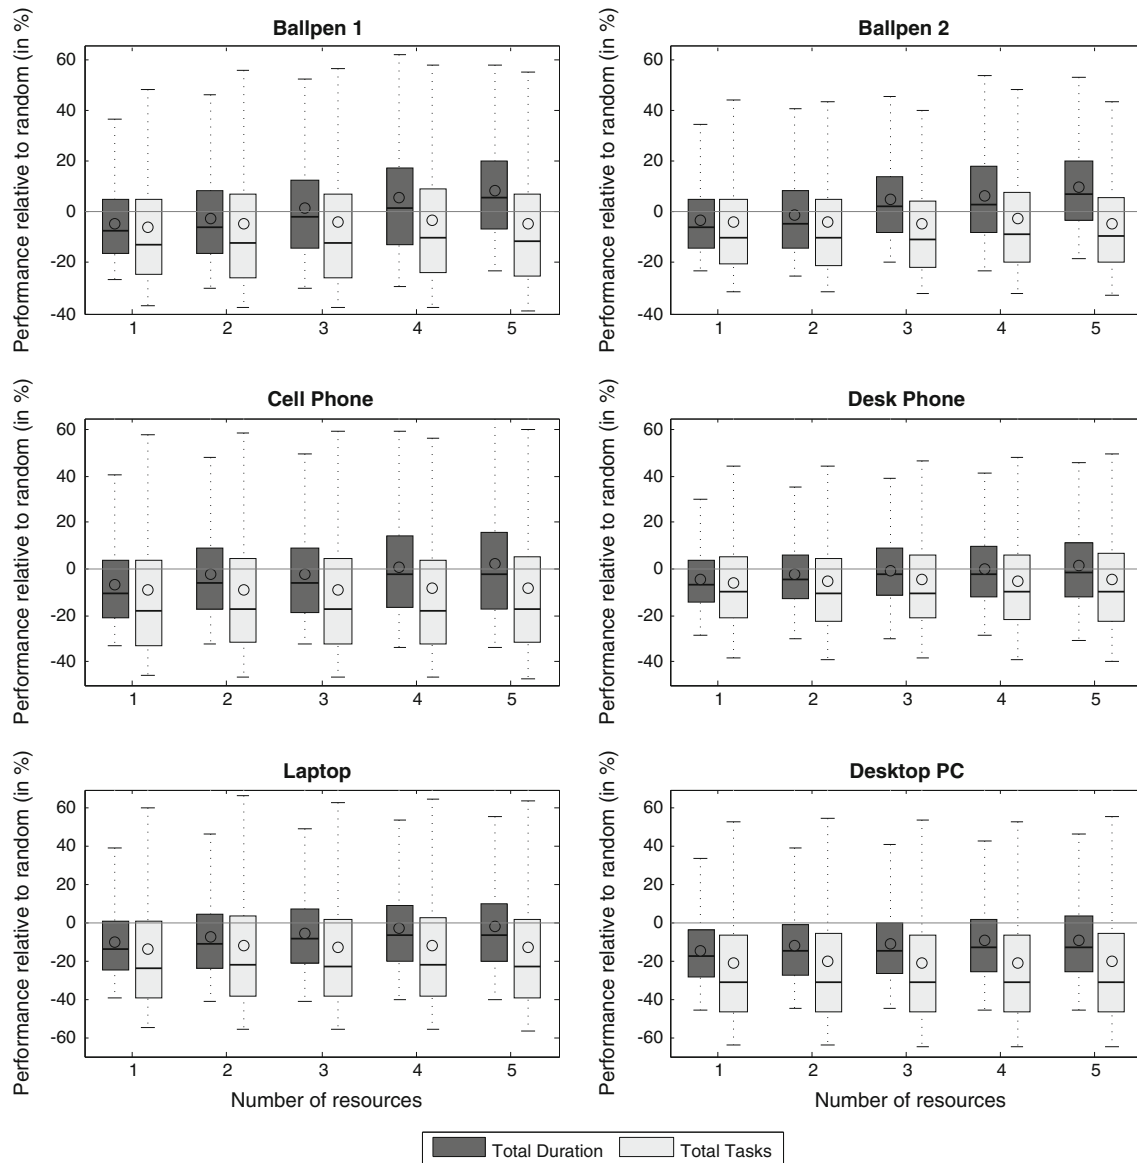 Ballpen 1
Performance relative to random (in %)
60
40
20
0
-20
-40
1 2 3 4 5
Ballpen 2
Performance relative to random (in %)
60
40
20
0
-20
-40
1 2 3 4 5
Cell Phone
Performance relative to random (in %)
60
40
20
0
-20
-40
1 2 3 4 5
Desk Phone
Performance relative to random (in %)
60
40
20
0
-20
-40
1 2 3 4 5
Laptop
Performance relative to random (in %)
60
40
20
0
-20
-40
-60
1 2 3 4 5
Number of resources
Desktop PC
Performance relative to random (in %)
60
40
20
0
-20
-40
-60
1 2 3 4 5
Number of resources
Total Duration Total Tasks